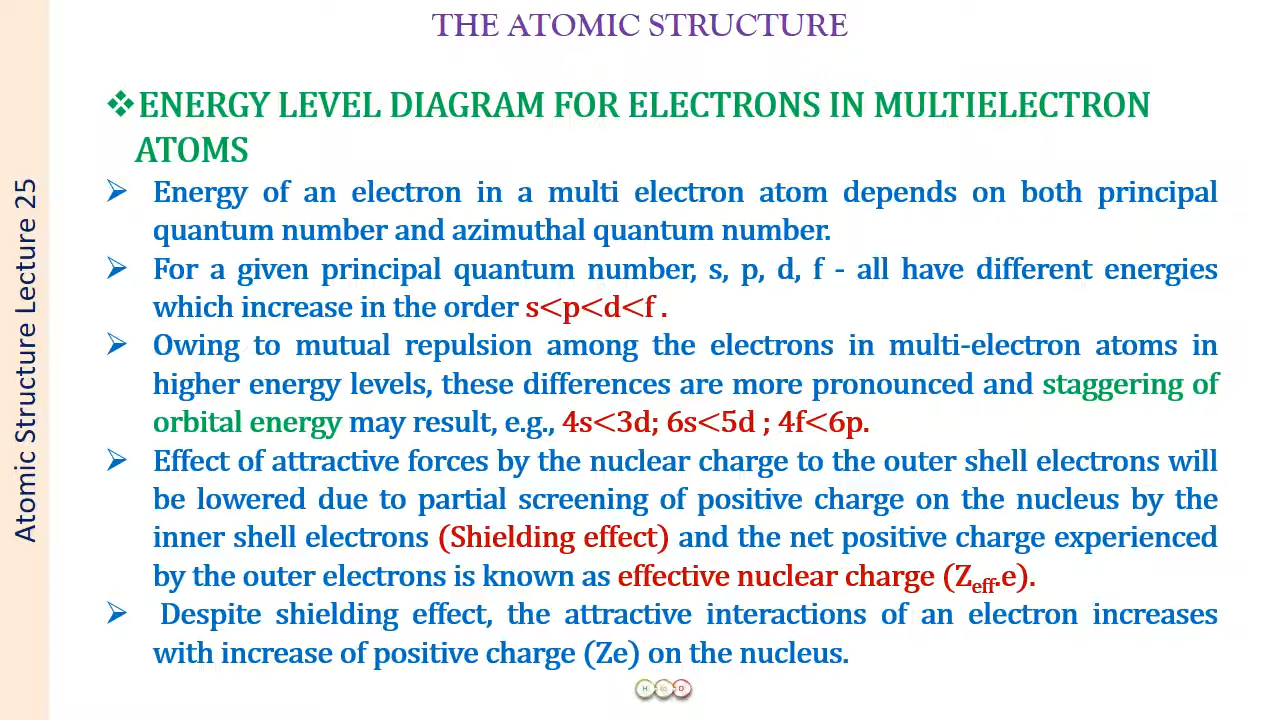 THE ATOMIC STRUCTURE
❖ENERGY LEVEL DIAGRAM FOR ELECTRONS IN MULTIELECTRON
ATOMS
➢ Energy of an electron in a multi electron atom depends on both principal
quantum number and azimuthal quantum number.
➢ For a given principal quantum number, s, p, d, f - all have different energies
which increase in the order s<p<d<f .
➢ Owing to mutual repulsion among the electrons in multi-electron atoms in
higher energy levels, these differences are more pronounced and staggering of
orbital energy may result, e.g., 4s<3d; 6s<5d ; 4f<6p.
➢ Effect of attractive forces by the nuclear charge to the outer shell electrons will
be lowered due to partial screening of positive charge on the nucleus by the
inner shell electrons (Shielding effect) and the net positive charge experienced
by the outer electrons is known as effective nuclear charge (Zeff.e).
➢ Despite shielding effect, the attractive interactions of an electron increases
with increase of positive charge (Ze) on the nucleus.
Atomic Structure Lecture 25